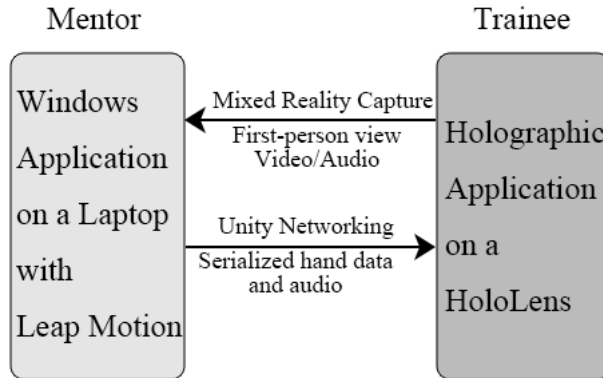 Mentor
Trainee
Windows
Application
on a Laptop
with
Leap Motion
Mixed Reality Capture
First-person view
Video/Audio
Unity Networking
Serialized hand data
and audio
Holographic
Application
on a
HoloLens